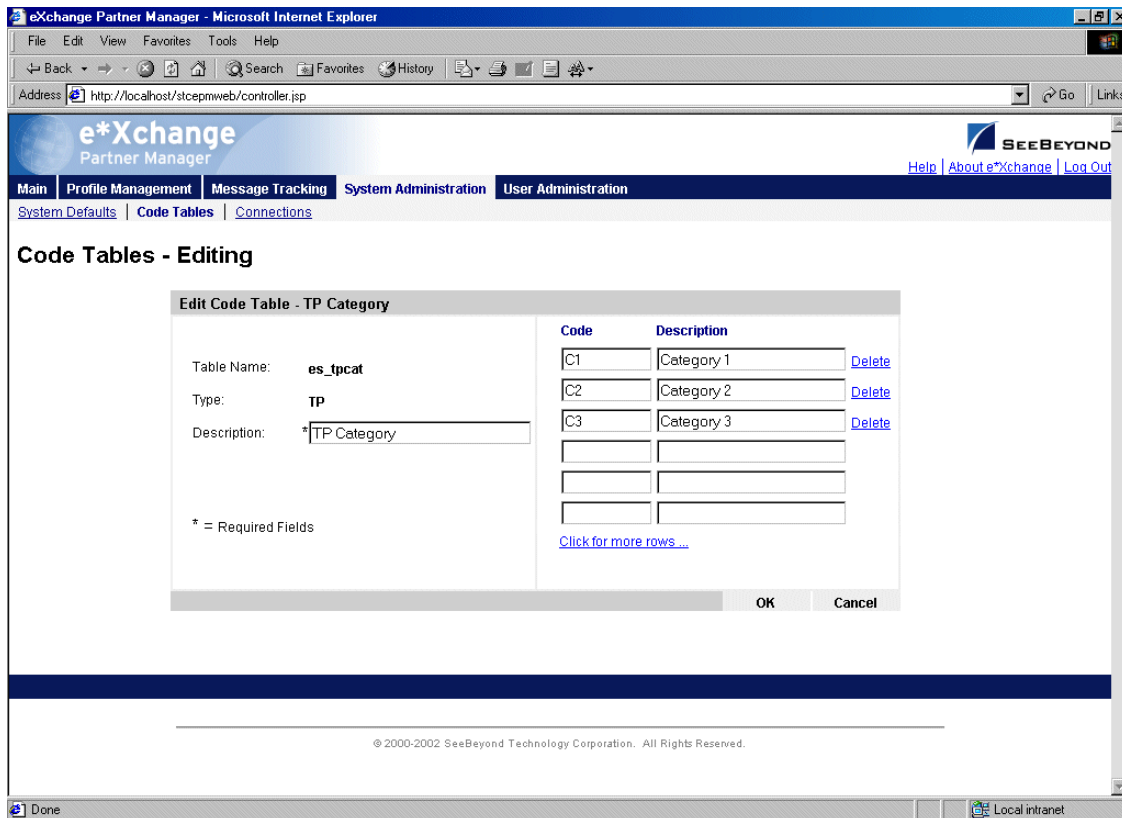 eXchange Partner Manager - Microsoft Internet Explorer
File Edit View Favorites Tools Help
Back Search Favorites History
Address http://localhost/stcepmweb/controller.jsp Go Links
e*Xchange
Partner Manager
SEEBEYOND
Help | About e*Xchange | Log Out
Main Profile Management Message Tracking System Administration User Administration
System Defaults | Code Tables | Connections
Code Tables - Editing
Edit Code Table - TP Category
Code Description
Table Name: es_tpcat
Type: TP
Description: *TP Category
* = Required Fields
C1 Category 1 Delete
C2 Category 2 Delete
C3 Category 3 Delete
Click for more rows ...
OK Cancel
© 2000-2002 SeeBeyond Technology Corporation. All Rights Reserved.
Done Local intranet